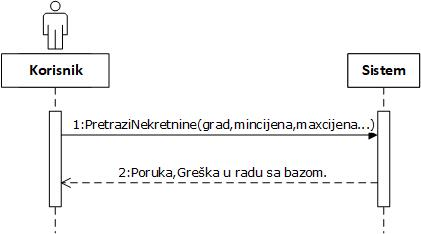 Korisnik
Sistem
1:PretraziNekretnine(grad,mincijena,maxcijena...)
2:Poruka,Greška u radu sa bazom.